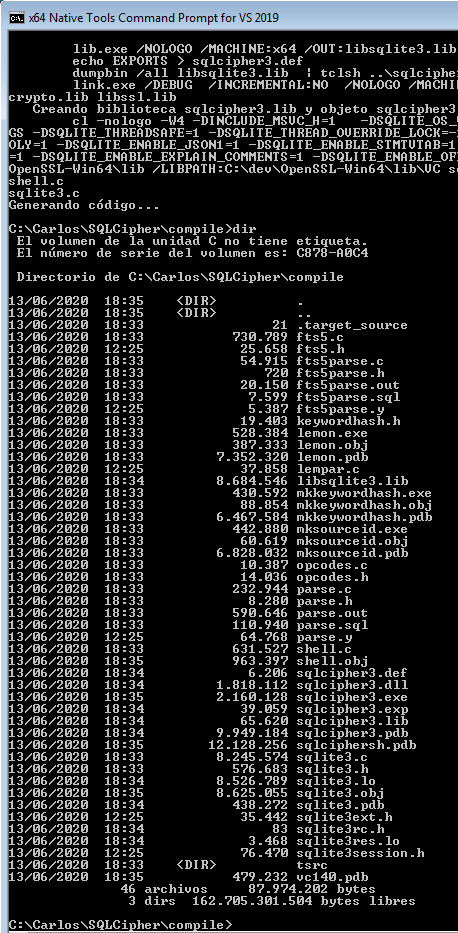 x64 Native Tools Command Prompt for VS 2019
lib.exe /NOLOGO /MACHINE:x64 /OUT:libsqlite3.lib
echo EXPORTS > sqlcipher3.def
dumpbin /all libsqlite3.lib | tclsh ..\sqlciphe
link.exe /DEBUG /INCREMENTAL:NO /NOLOGO /MACHI
crypto.lib libssl.lib
Creando biblioteca sqlcipher3.lib y objeto sqlcipher3
cl -nologo -W4 -DINCLUDE_MSVC_H=1 -DSQLITE_OS_
GS -DSQLITE_THREADSAFE=1 -DSQLITE_THREAD_OVERRIDE_LOCK=-
OLY=1 -DSQLITE_ENABLE_JSON1=1 -DSQLITE_ENABLE_STMTVTAB=1
=1 -DSQLITE_ENABLE_EXPLAIN_COMMENTS=1 -DSQLITE_ENABLE_OF
OpenSSL-Win64\lib /LIBPATH:C:\dev\OpenSSL-Win64\lib\VC s
shell.c
sqlite3.c
Generando código...
C:\Carlos\SQLCipher\compile>dir
El volumen de la unidad C no tiene etiqueta.
El número de serie del volumen es: C878-A0C4
Directorio de C:\Carlos\SQLCipher\compile
13/06/2020 18:35 <DIR> .
13/06/2020 18:35 <DIR> ..
13/06/2020 18:33 21 .target_source
13/06/2020 18:33 730.789 fts5.c
13/06/2020 12:25 25.658 fts5.h
13/06/2020 18:33 54.915 fts5parse.c
13/06/2020 18:33 720 fts5parse.h
13/06/2020 18:33 20.150 fts5parse.out
13/06/2020 18:33 7.599 fts5parse.sql
13/06/2020 12:25 5.387 fts5parse.y
13/06/2020 18:33 19.403 keywordhash.h
13/06/2020 18:33 528.384 lemon.exe
13/06/2020 18:33 387.333 lemon.obj
13/06/2020 18:33 7.352.320 lemon.pdb
13/06/2020 12:25 37.858 lempar.c
13/06/2020 18:34 8.684.546 libsqlite3.lib
13/06/2020 18:33 430.592 mkkeywordhash.exe
13/06/2020 18:33 88.854 mkkeywordhash.obj
13/06/2020 18:33 6.467.584 mkkeywordhash.pdb
13/06/2020 18:33 442.880 mksourceid.exe
13/06/2020 18:33 60.619 mksourceid.obj
13/06/2020 18:33 6.828.032 mksourceid.pdb
13/06/2020 18:33 10.387 opcodes.c
13/06/2020 18:33 14.036 opcodes.h
13/06/2020 18:33 232.944 parse.c
13/06/2020 18:33 8.280 parse.h
13/06/2020 18:33 590.646 parse.out
13/06/2020 18:33 110.940 parse.sql
13/06/2020 12:25 64.768 parse.y
13/06/2020 18:33 631.527 shell.c
13/06/2020 18:35 963.397 shell.obj
13/06/2020 18:34 6.206 sqlcipher3.def
13/06/2020 18:34 1.818.112 sqlcipher3.dll
13/06/2020 18:35 2.160.128 sqlcipher3.exe
13/06/2020 18:34 39.059 sqlcipher3.exp
13/06/2020 18:34 65.620 sqlcipher3.lib
13/06/2020 18:34 9.949.184 sqlcipher3.pdb
13/06/2020 18:35 12.128.256 sqlciphersh.pdb
13/06/2020 18:33 8.245.574 sqlite3.c
13/06/2020 18:33 576.683 sqlite3.h
13/06/2020 18:34 8.526.789 sqlite3.lo
13/06/2020 18:35 8.625.055 sqlite3.obj
13/06/2020 18:34 438.272 sqlite3.pdb
13/06/2020 12:25 35.442 sqlite3ext.h
13/06/2020 18:34 83 sqlite3rc.h
13/06/2020 18:34 3.468 sqlite3res.lo
13/06/2020 12:25 76.470 sqlite3session.h
13/06/2020 18:33 <DIR> tsrc
13/06/2020 18:35 479.232 vc140.pdb
46 archivos 87.974.202 bytes
3 dirs 162.705.301.504 bytes libres
C:\Carlos\SQLCipher\compile>